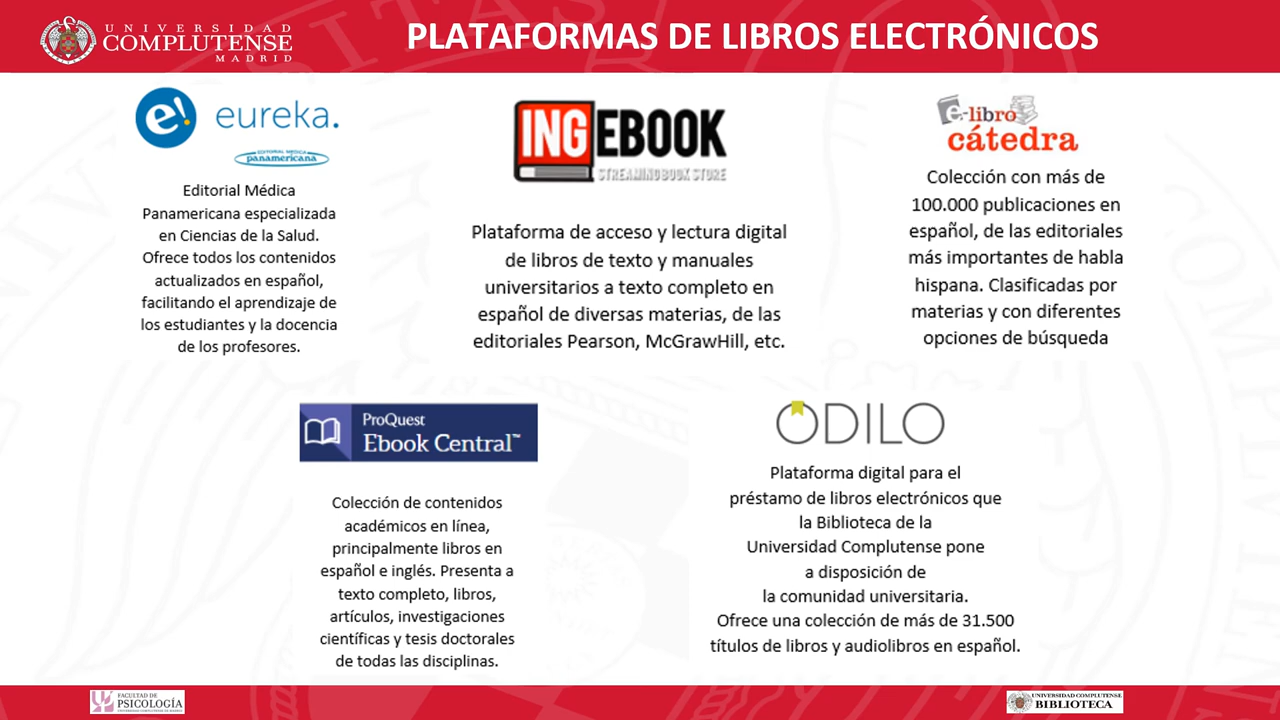 UNIVERSIDAD
COMPLUTENSE
MADRID
PLATAFORMAS DE LIBROS ELECTRÓNICOS
e!
eureka.
EDITORIAL MÉDICA
panamericana
Editorial Médica
Panamericana especializada
en Ciencias de la Salud.
Ofrece todos los contenidos
actualizados en español,
facilitando el aprendizaje de
los estudiantes y la docencia
de los profesores.
INGEBOOK
STREAMINGBOOK STORE
Plataforma de acceso y lectura digital
de libros de texto y manuales
universitarios a texto completo en
español de diversas materias, de las
editoriales Pearson, McGrawHill, etc.
e-libro
cátedra
Colección con más de
100.000 publicaciones en
español, de las editoriales
más importantes de habla
hispana. Clasificadas por
materias y con diferentes
opciones de búsqueda
ProQuest
Ebook Central™
Colección de contenidos
académicos en línea,
principalmente libros en
español e inglés. Presenta a
texto completo, libros,
artículos, investigaciones
científicas y tesis doctorales
de todas las disciplinas.
ODILO
Plataforma digital para el
préstamo de libros electrónicos que
la Biblioteca de la
Universidad Complutense pone
a disposición de
la comunidad universitaria.
Ofrece una colección de más de 31.500
títulos de libros y audiolibros en español.
FACULTAD DE
PSICOLOGÍA
UNIVERSIDAD COMPLUTENSE
BIBLIOTECA